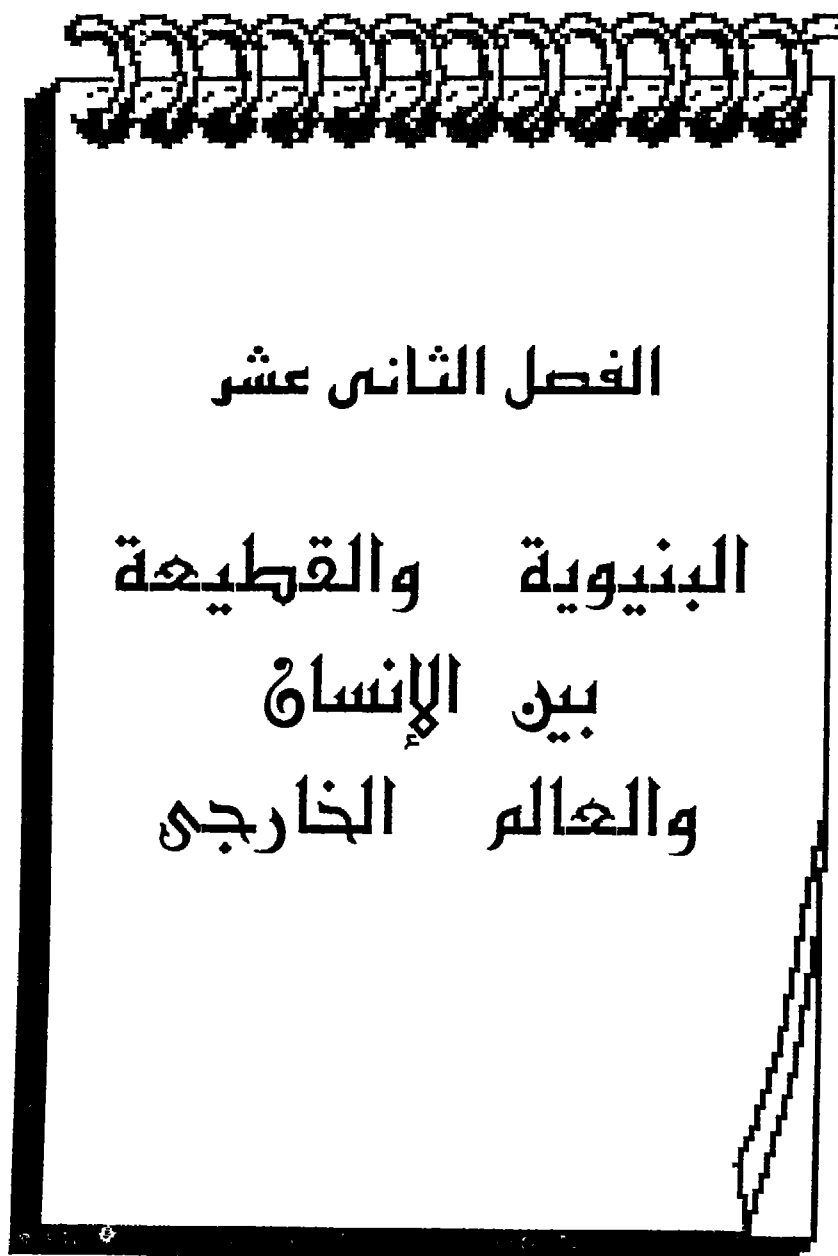 الفصل الثانى عشر
البنيوية والقطيعة
بين الإنسان
والعالم الخارجى